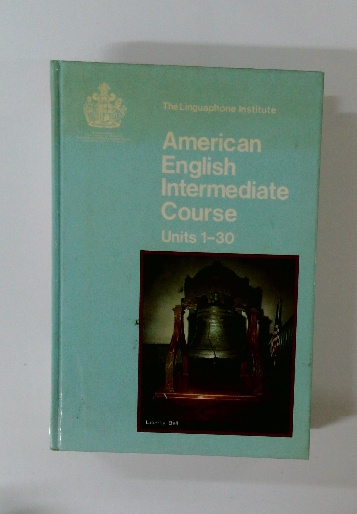 The Linguaphone Institute
American
English
Intermediate
Course
Units 1-30
Liberty Bell